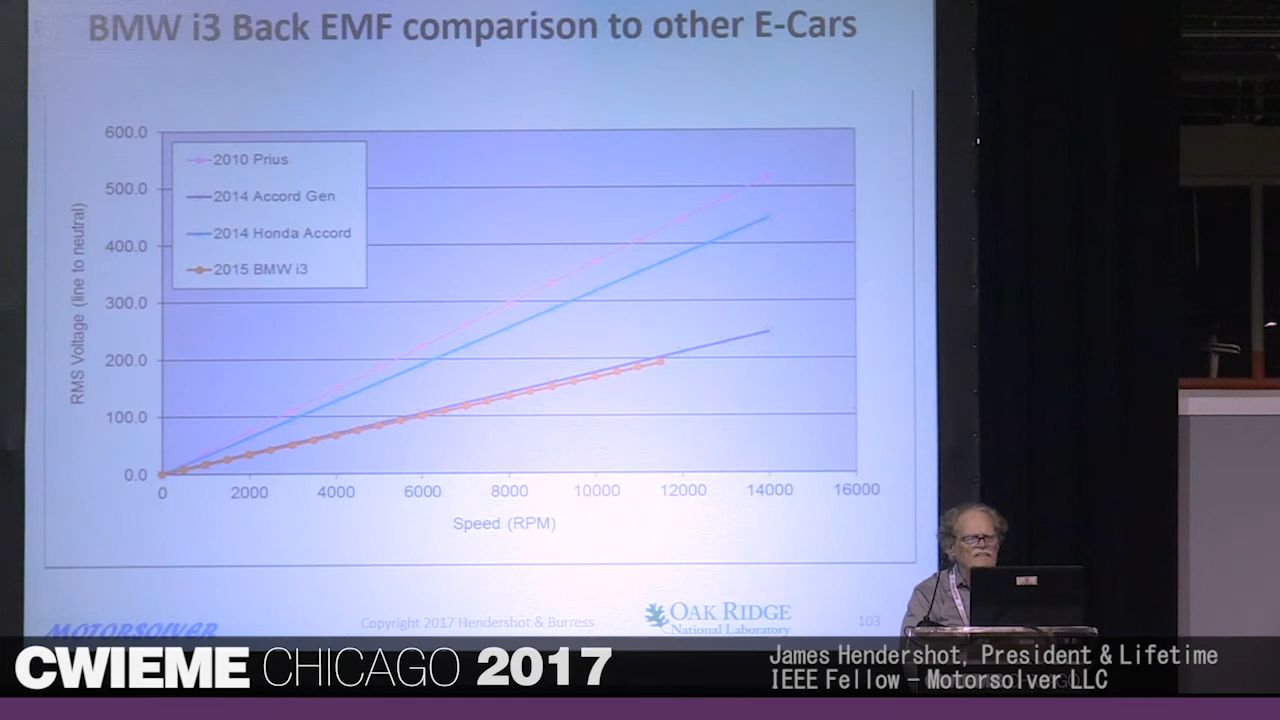 BMW i3 Back EMF comparison to other E-Cars
600.0
500.0
400.0
300.0
200.0
100.0
0.0
RMS Voltage (line to neutral)
2010 Prius
2014 Accord Gen
2014 Honda Accord
2015 BMW i3
0 2000 4000 6000 8000 10000 12000 14000 16000
Speed (RPM)
MOTORSOLVER
Copyright 2017 Hendershot & Burress
OAK RIDGE
National Laboratory
103
CWIEME CHICAGO 2017
James Hendershot, President & Lifetime
IEEE Fellow – Motorsolver LLC